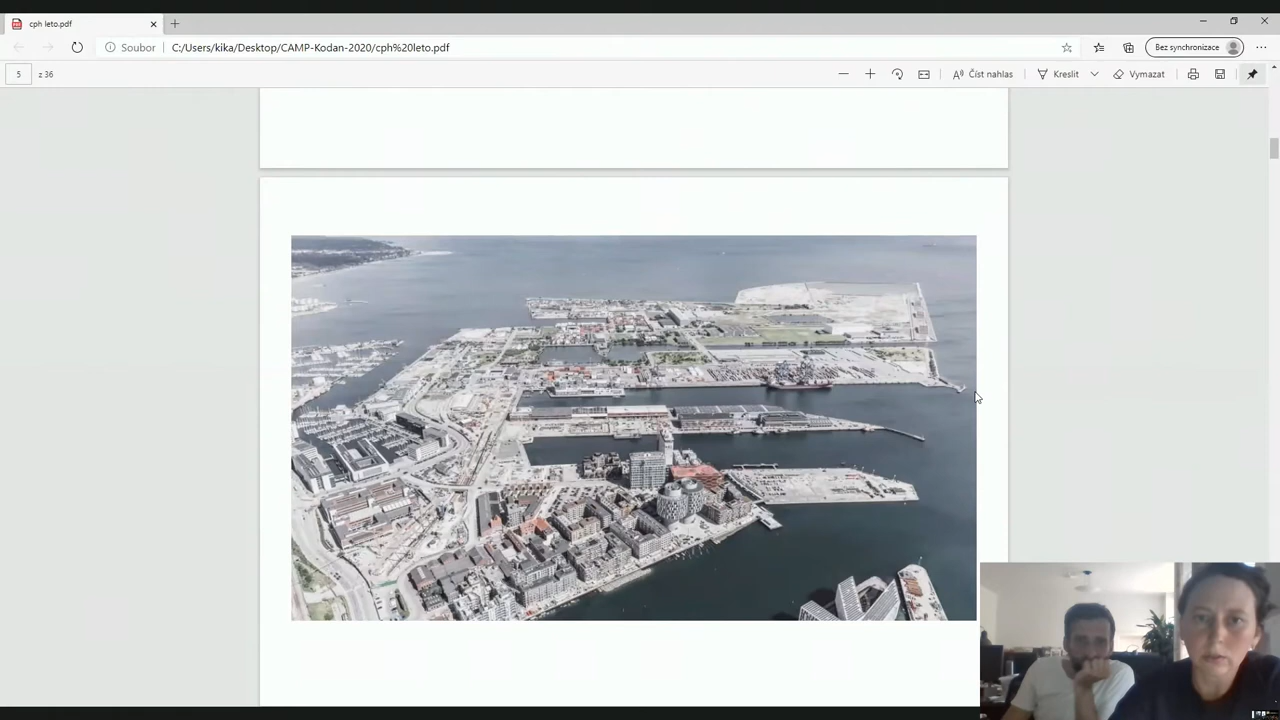 cph leto.pdf
Soubor
C:/Users/kika/Desktop/CAMP-Kodan-2020/cph%20leto.pdf
Bez synchronizace
5
z 36
Číst nahlas
Kreslit
Vymazat